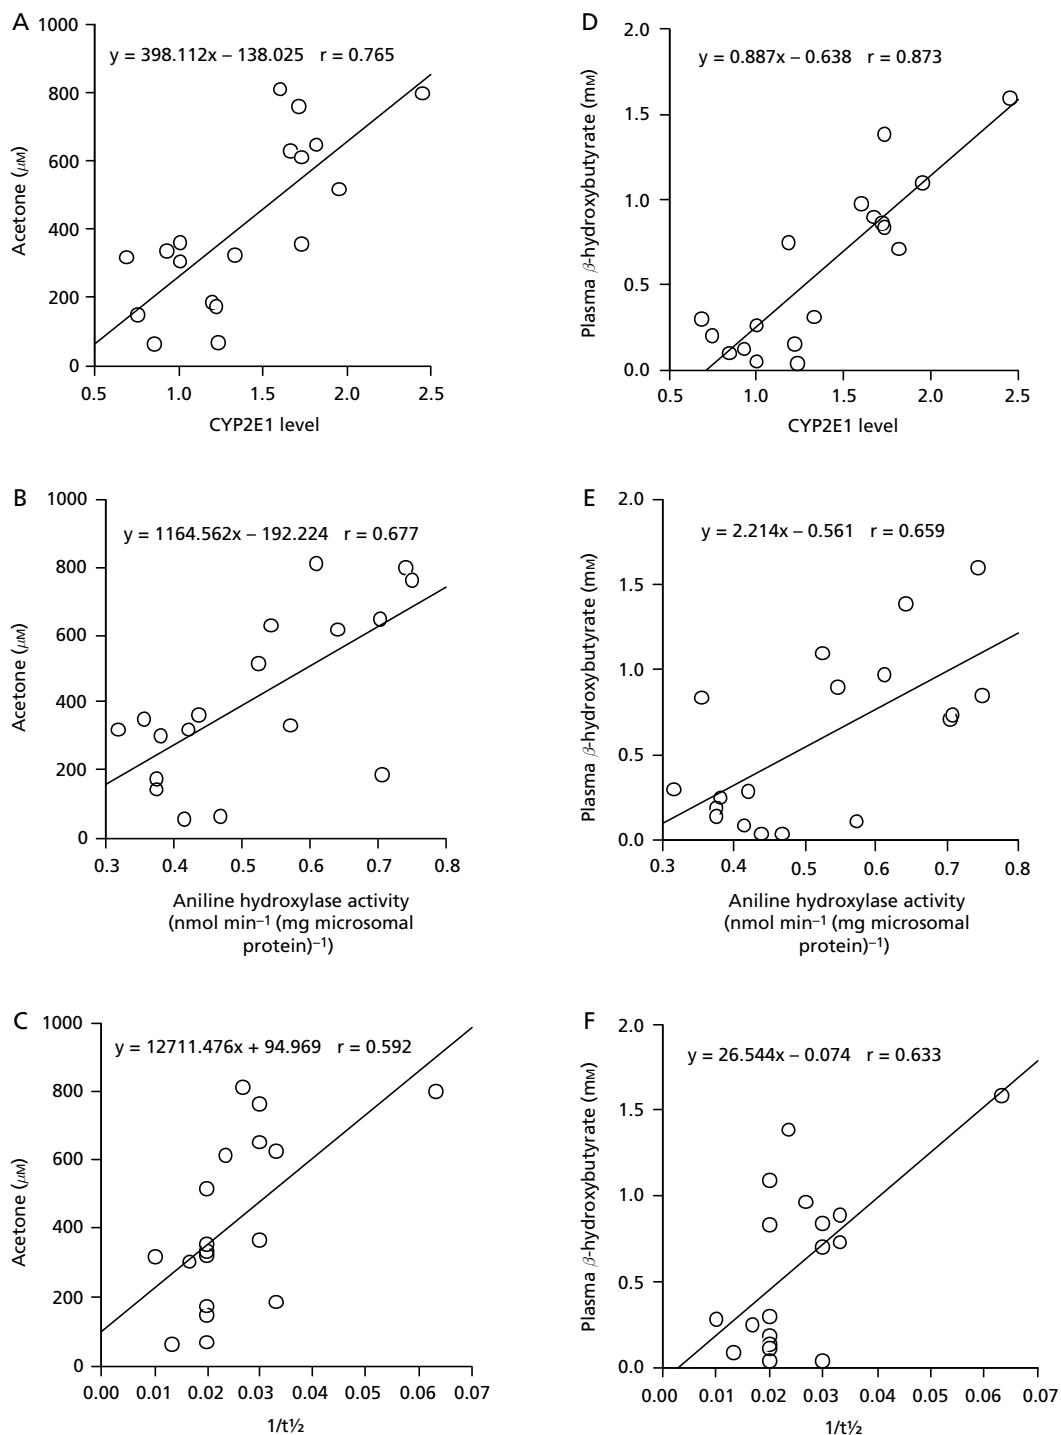 A
y = 398.112x – 138.025 r = 0.765
Acetone (μM)
1000
800
600
400
200
0
0.5 1.0 1.5 2.0 2.5
CYP2E1 level
D
y = 0.887x – 0.638 r = 0.873
Plasma β-hydroxybutyrate (mM)
2.0
1.5
1.0
0.5
0.0
0.5 1.0 1.5 2.0 2.5
CYP2E1 level
B
y = 1164.562x – 192.224 r = 0.677
Acetone (μM)
1000
800
600
400
200
0
0.3 0.4 0.5 0.6 0.7 0.8
Aniline hydroxylase activity
(nmol min⁻¹ (mg microsomal
protein)⁻¹)
E
y = 2.214x – 0.561 r = 0.659
Plasma β-hydroxybutyrate (mM)
2.0
1.5
1.0
0.5
0.0
0.3 0.4 0.5 0.6 0.7 0.8
Aniline hydroxylase activity
(nmol min⁻¹ (mg microsomal
protein)⁻¹)
C
y = 12711.476x + 94.969 r = 0.592
Acetone (μM)
1000
800
600
400
200
0
0.00 0.01 0.02 0.03 0.04 0.05 0.06 0.07
1/t½
F
y = 26.544x – 0.074 r = 0.633
Plasma β-hydroxybutyrate (mM)
2.0
1.5
1.0
0.5
0.0
0.00 0.01 0.02 0.03 0.04 0.05 0.06 0.07
1/t½